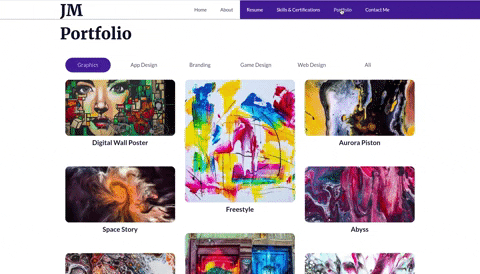 JM
Home About Resume Skills & Certifications Portfolio Contact Me
Portfolio
Graphics App Design Branding Game Design Web Design All
Digital Wall Poster
Aurora Piston
Freestyle
Space Story
Abyss